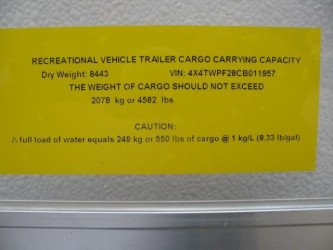 RECREATIONAL VEHICLE TRAILER CARGO CARRYING CAPACITY
Dry Weight: 8443 VIN: 4X4TWPF28CB011957
THE WEIGHT OF CARGO SHOULD NOT EXCEED
2078 kg or 4582 lbs
CAUTION:
A full load of water equals 248 kg or 550 lbs of cargo @ 1 kg/L (8.33 lb/gal)